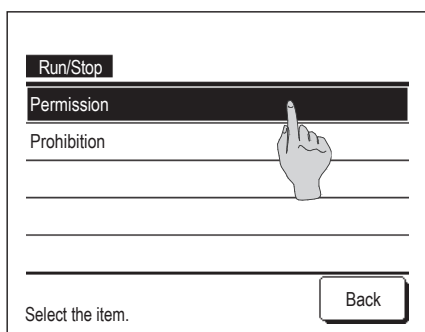 Run/Stop
Permission
Prohibition
Select the item.
Back